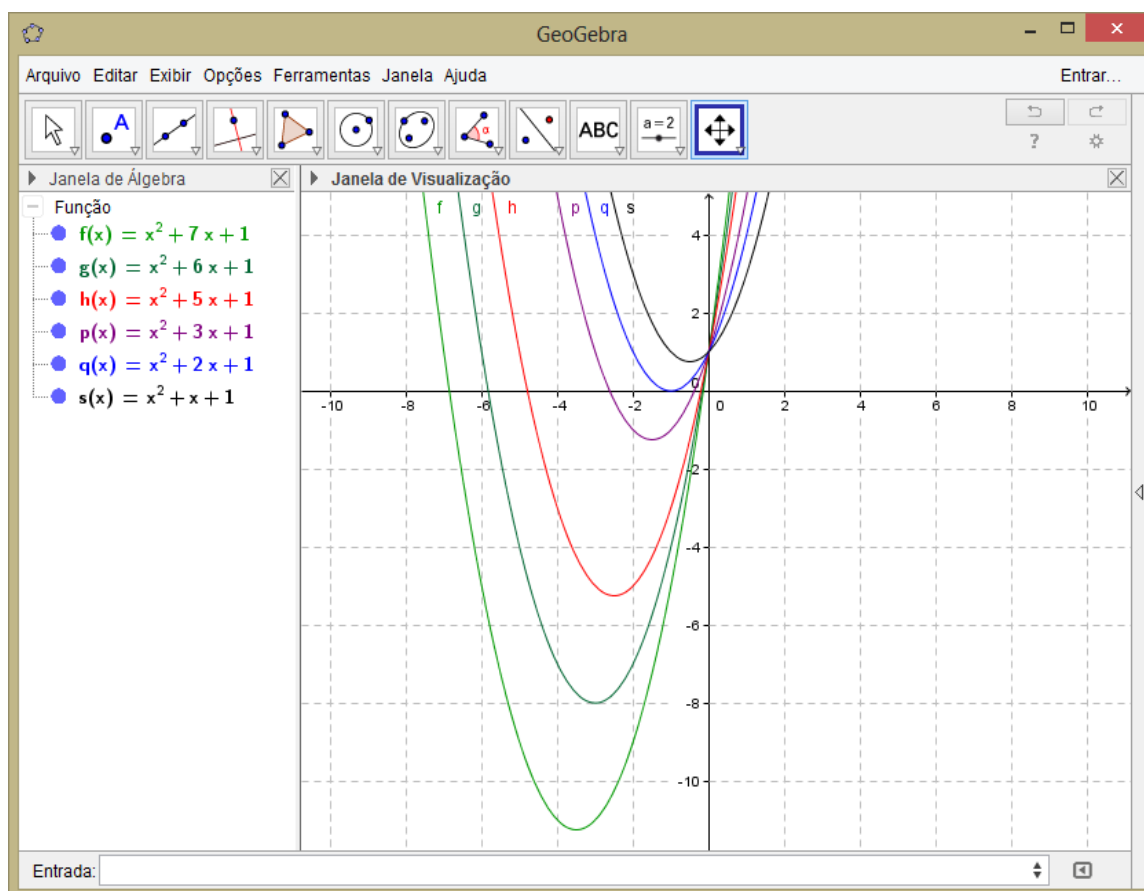 GeoGebra
Arquivo Editar Exibir Opções Ferramentas Janela Ajuda Entrar...
A α ABC a=2 ?
Janela de Álgebra
Função
f(x) = x² + 7 x + 1
g(x) = x² + 6 x + 1
h(x) = x² + 5 x + 1
p(x) = x² + 3 x + 1
q(x) = x² + 2 x + 1
s(x) = x² + x + 1
Janela de Visualização
f g h p q s
4
2
0
-10 -8 -6 -4 -2 0 2 4 6 8 10
-2
-4
-6
-8
-10
Entrada: